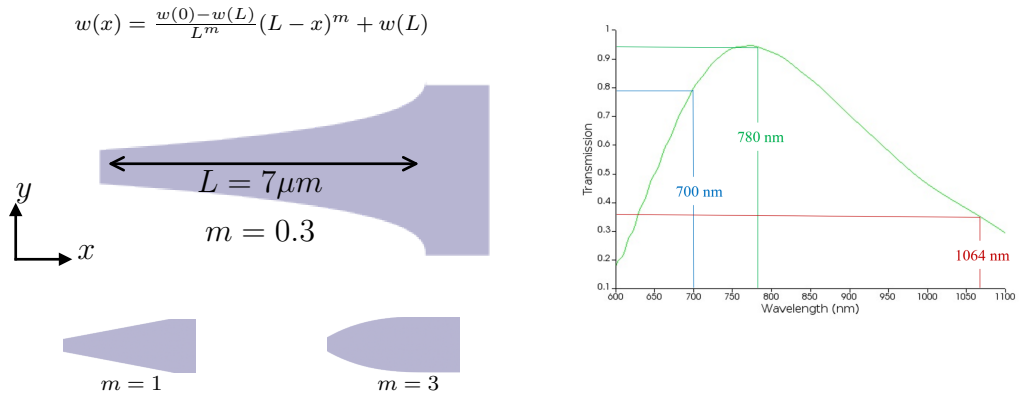 w(x) = \frac{w(0)-w(L)}{L^m}(L − x)^m + w(L)
L = 7μm
m = 0.3
y
x
m = 1
m = 3
1
0.9
0.8
0.7
0.6
0.5
0.4
0.3
0.2
0.1
Transmission
780 nm
700 nm
1064 nm
600 650 700 750 800 850 900 950 1000 1050 1100
Wavelength (nm)